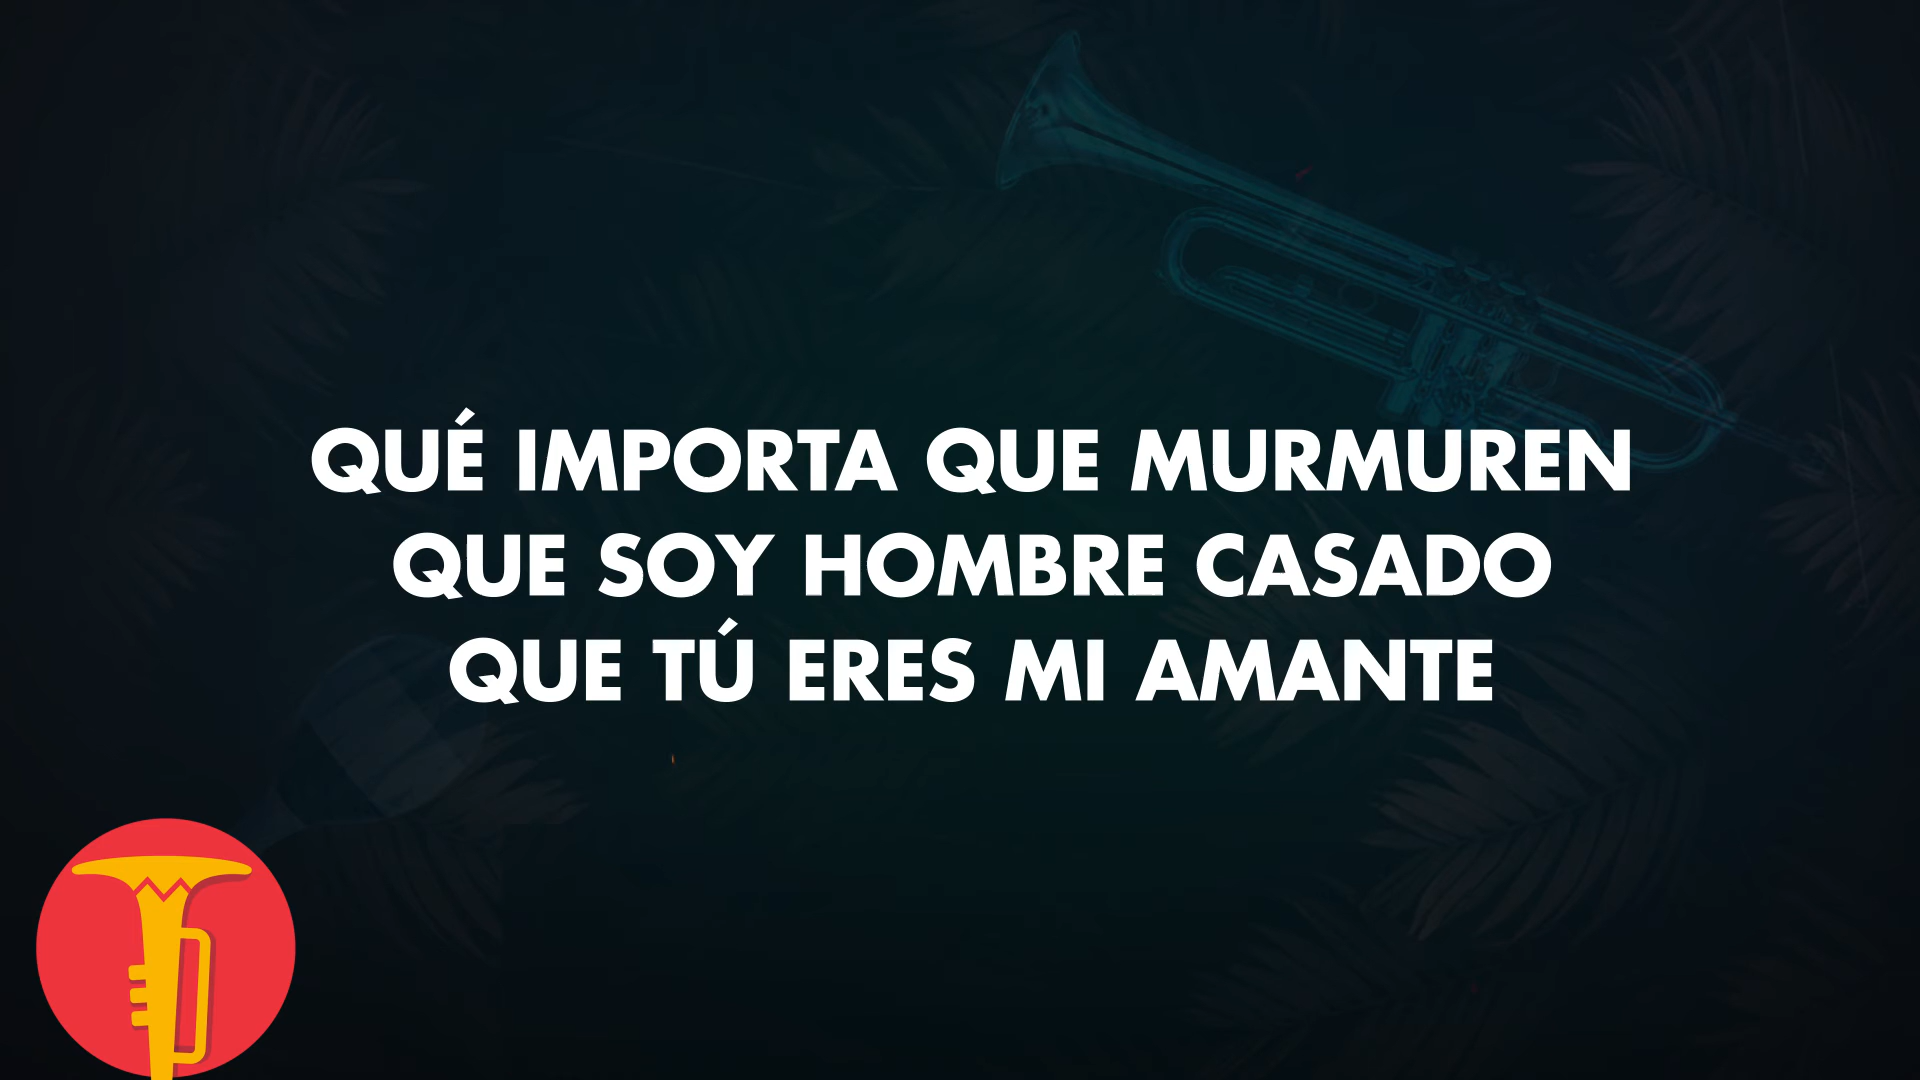 QUÉ IMPORTA QUE MURMUREN
QUE SOY HOMBRE CASADO
QUE TÚ ERES MI AMANTE